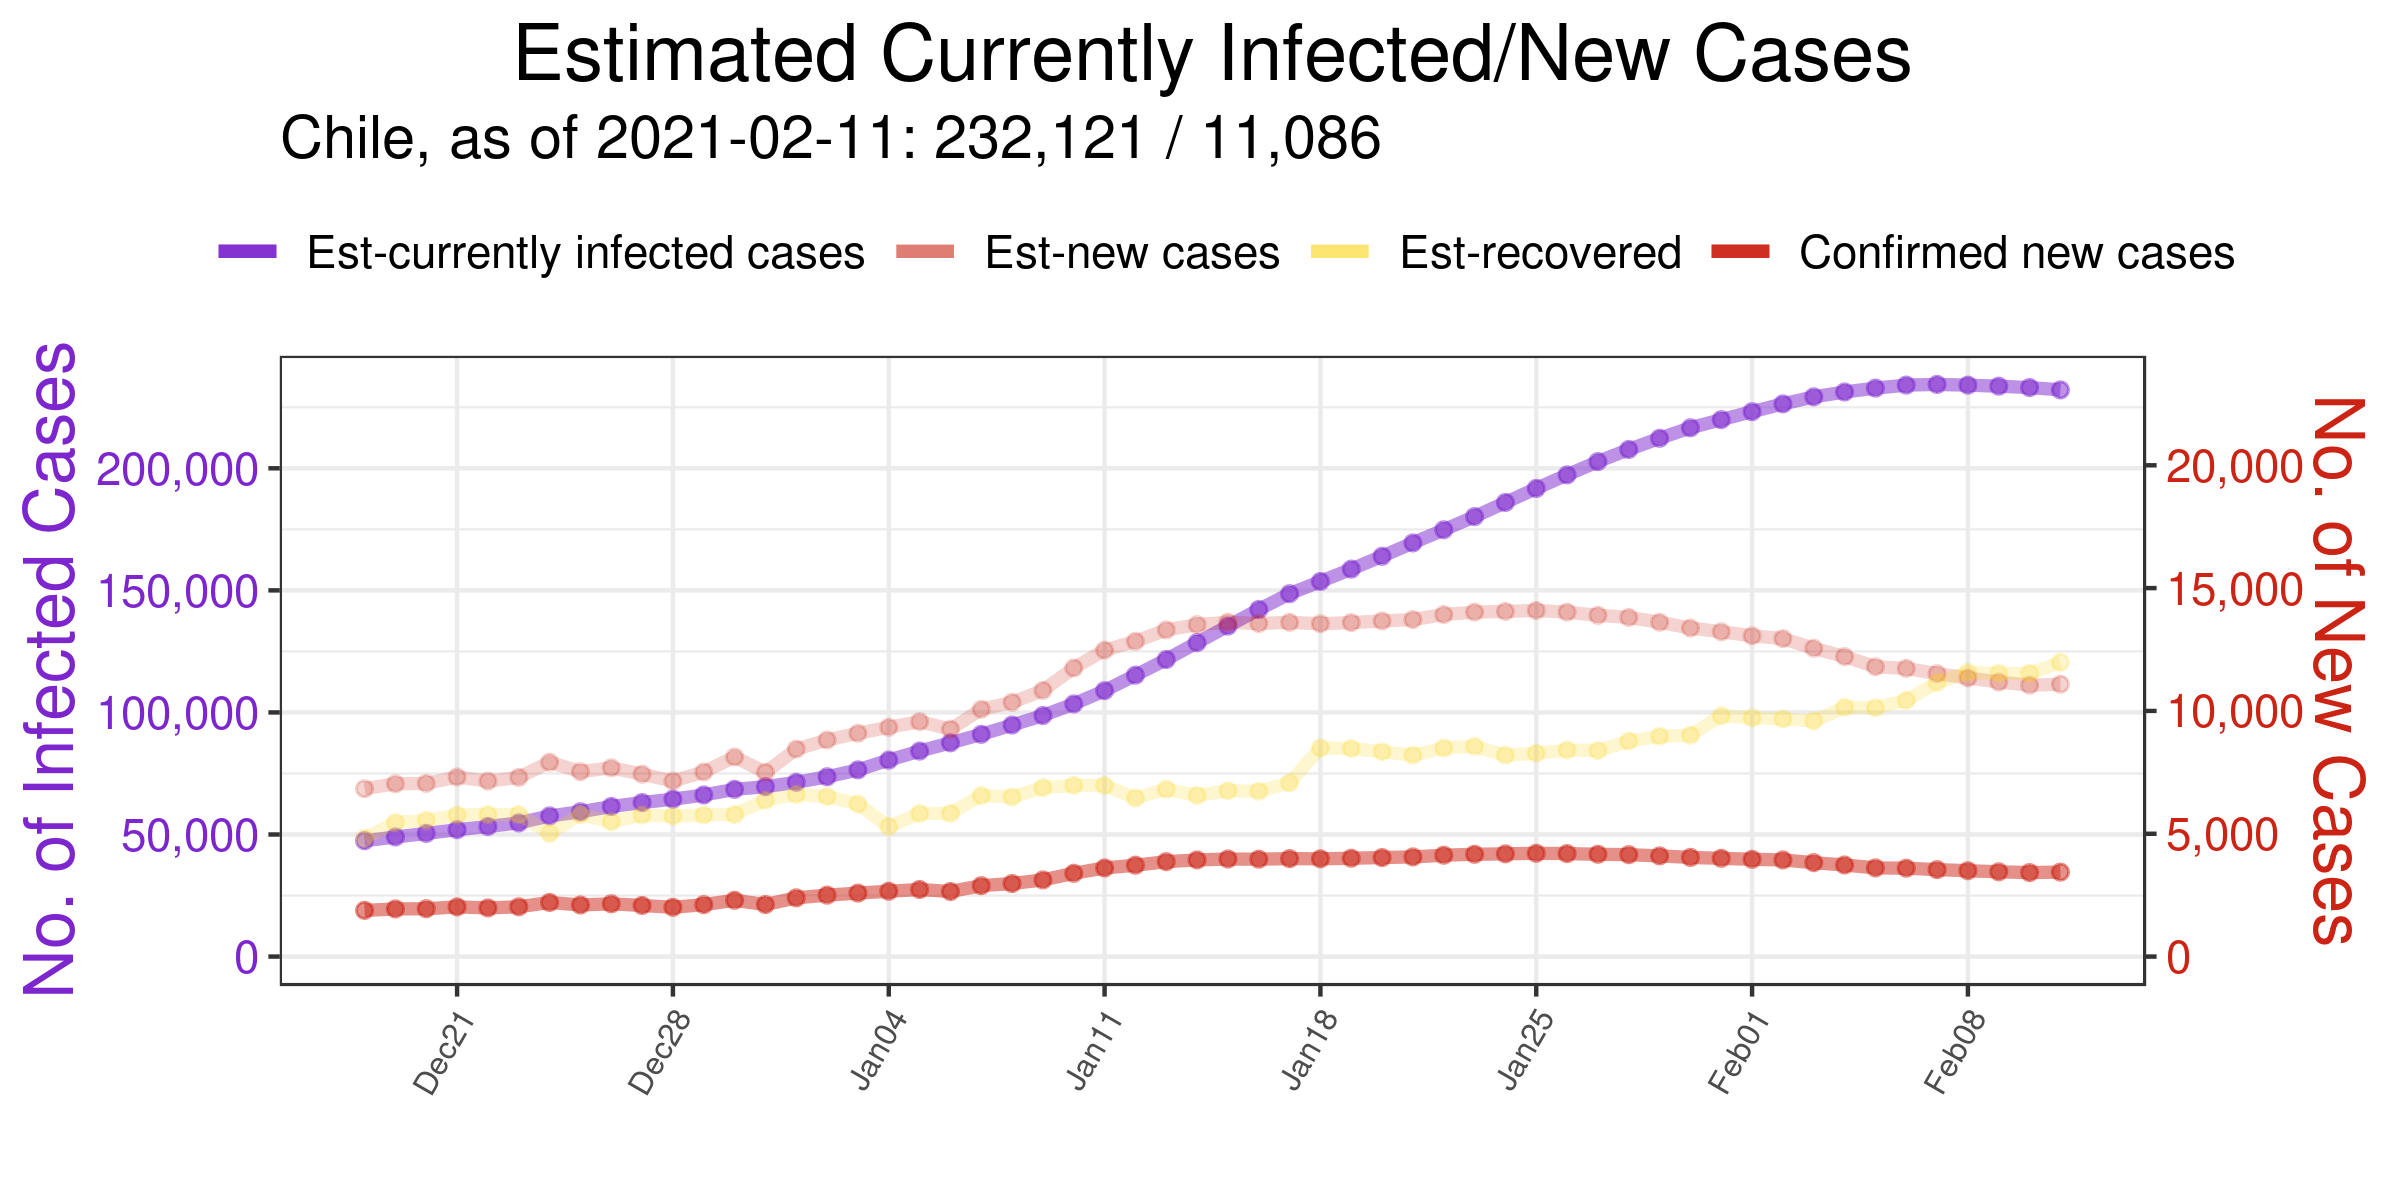 Estimated Currently Infected/New Cases
Chile, as of 2021-02-11: 232,121 / 11,086
Est-currently infected cases
Est-new cases
Est-recovered
Confirmed new cases
No. of Infected Cases
200,000
150,000
100,000
50,000
0
20,000
15,000
10,000
5,000
0
No. of New Cases
Dec21
Dec28
Jan04
Jan11
Jan18
Jan25
Feb01
Feb08